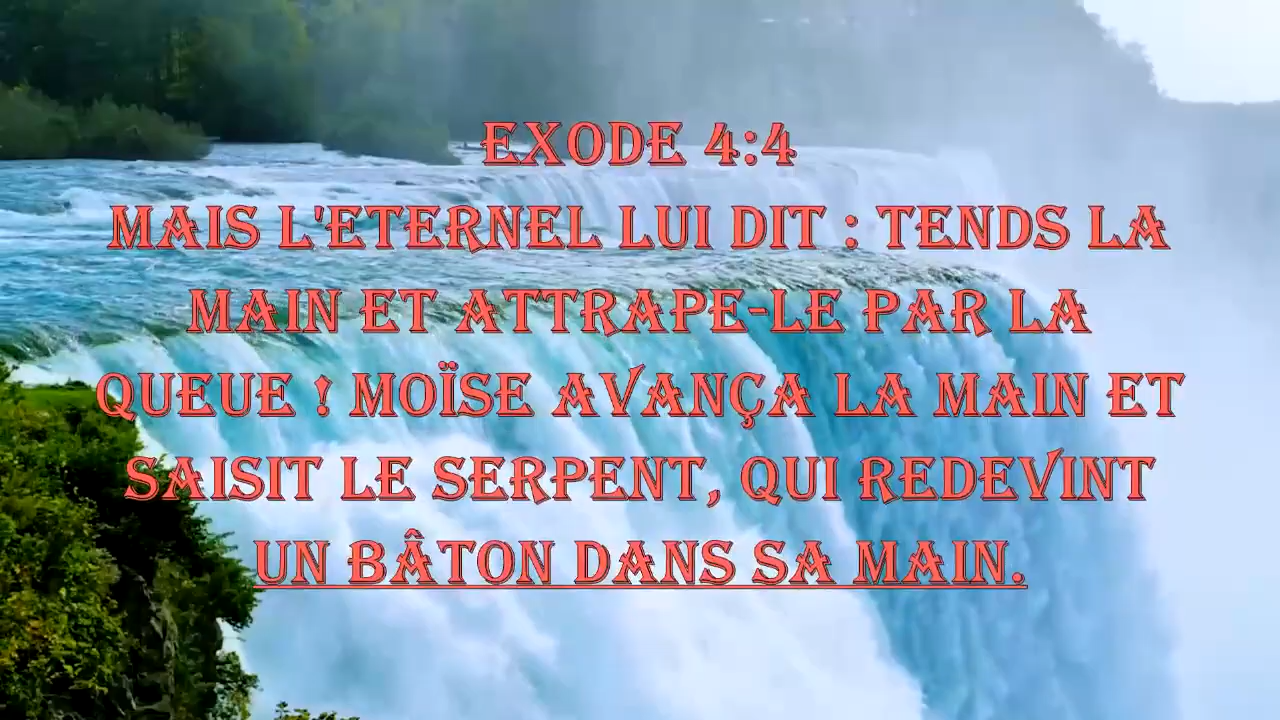 EXODE 4:4
MAIS L'ETERNEL LUI DIT : TENDS LA
MAIN ET ATTRAPE-LE PAR LA
QUEUE ! MOÏSE AVANÇA LA MAIN ET
SAISIT LE SERPENT, QUI REDEVINT
UN BÂTON DANS SA MAIN.